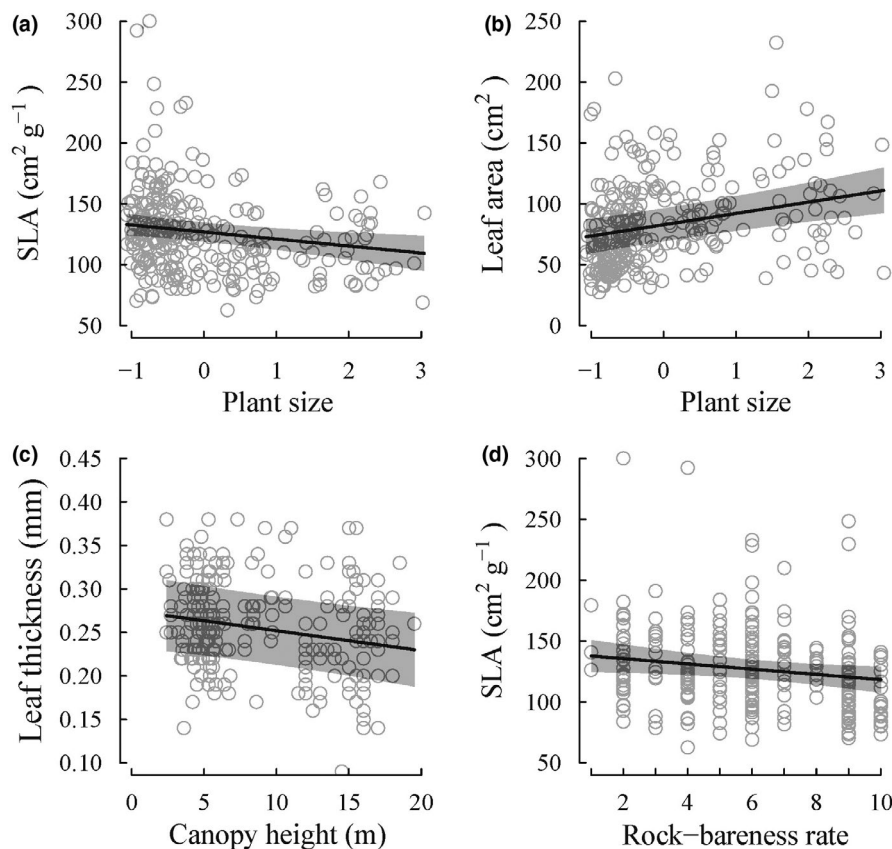 (a)
SLA (cm² g⁻¹)
300
250
200
150
100
50
−1 0 1 2 3
Plant size
(b)
Leaf area (cm²)
250
200
150
100
50
0
−1 0 1 2 3
Plant size
(c)
Leaf thickness (mm)
0.45
0.40
0.35
0.30
0.25
0.20
0.15
0.10
0 5 10 15 20
Canopy height (m)
(d)
SLA (cm² g⁻¹)
300
250
200
150
100
50
2 4 6 8 10
Rock−bareness rate